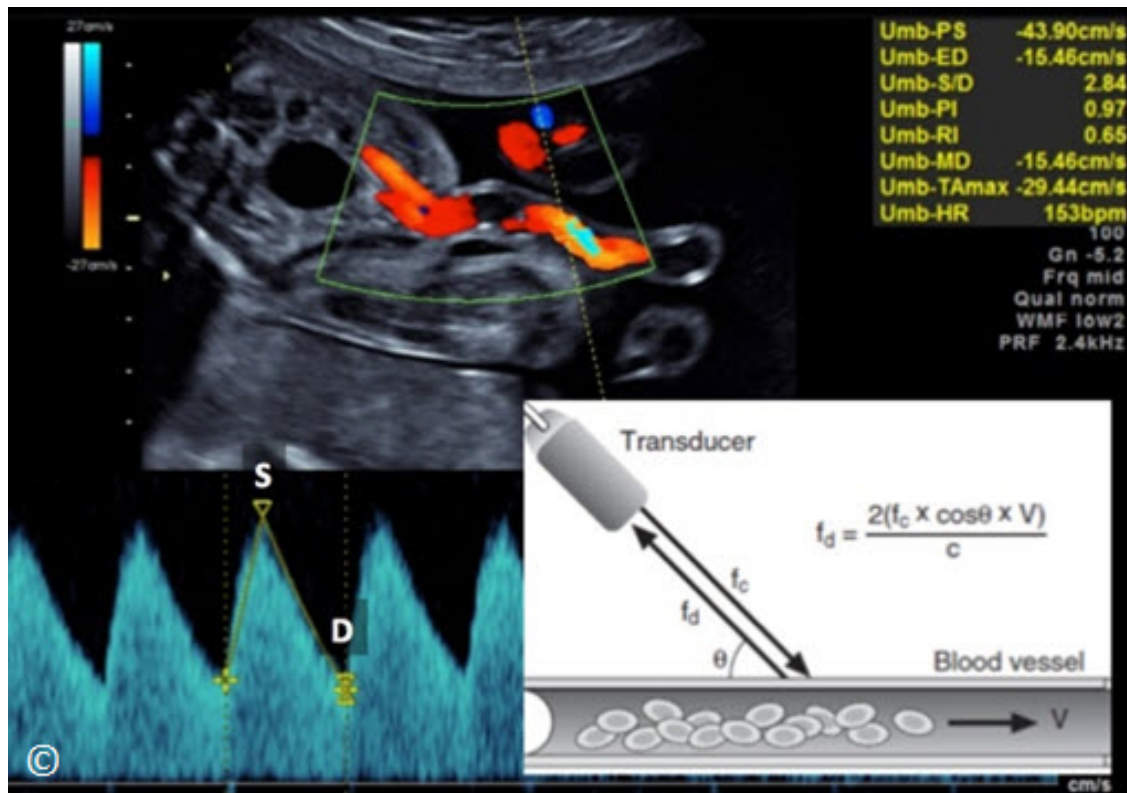 27cm/s
-27cm/s
Umb-PS -43.90cm/s
Umb-ED -15.46cm/s
Umb-S/D 2.84
Umb-PI 0.97
Umb-RI 0.65
Umb-MD -15.46cm/s
Umb-TAmax -29.44cm/s
Umb-HR 153bpm
100
Gn -5.2
Frq mid
Qual norm
WMF low2
PRF 2.4kHz
S
D
Transducer
fd = 2(fc x cosθ x V)
c
fc
fd
θ
Blood vessel
V
©
cm/s